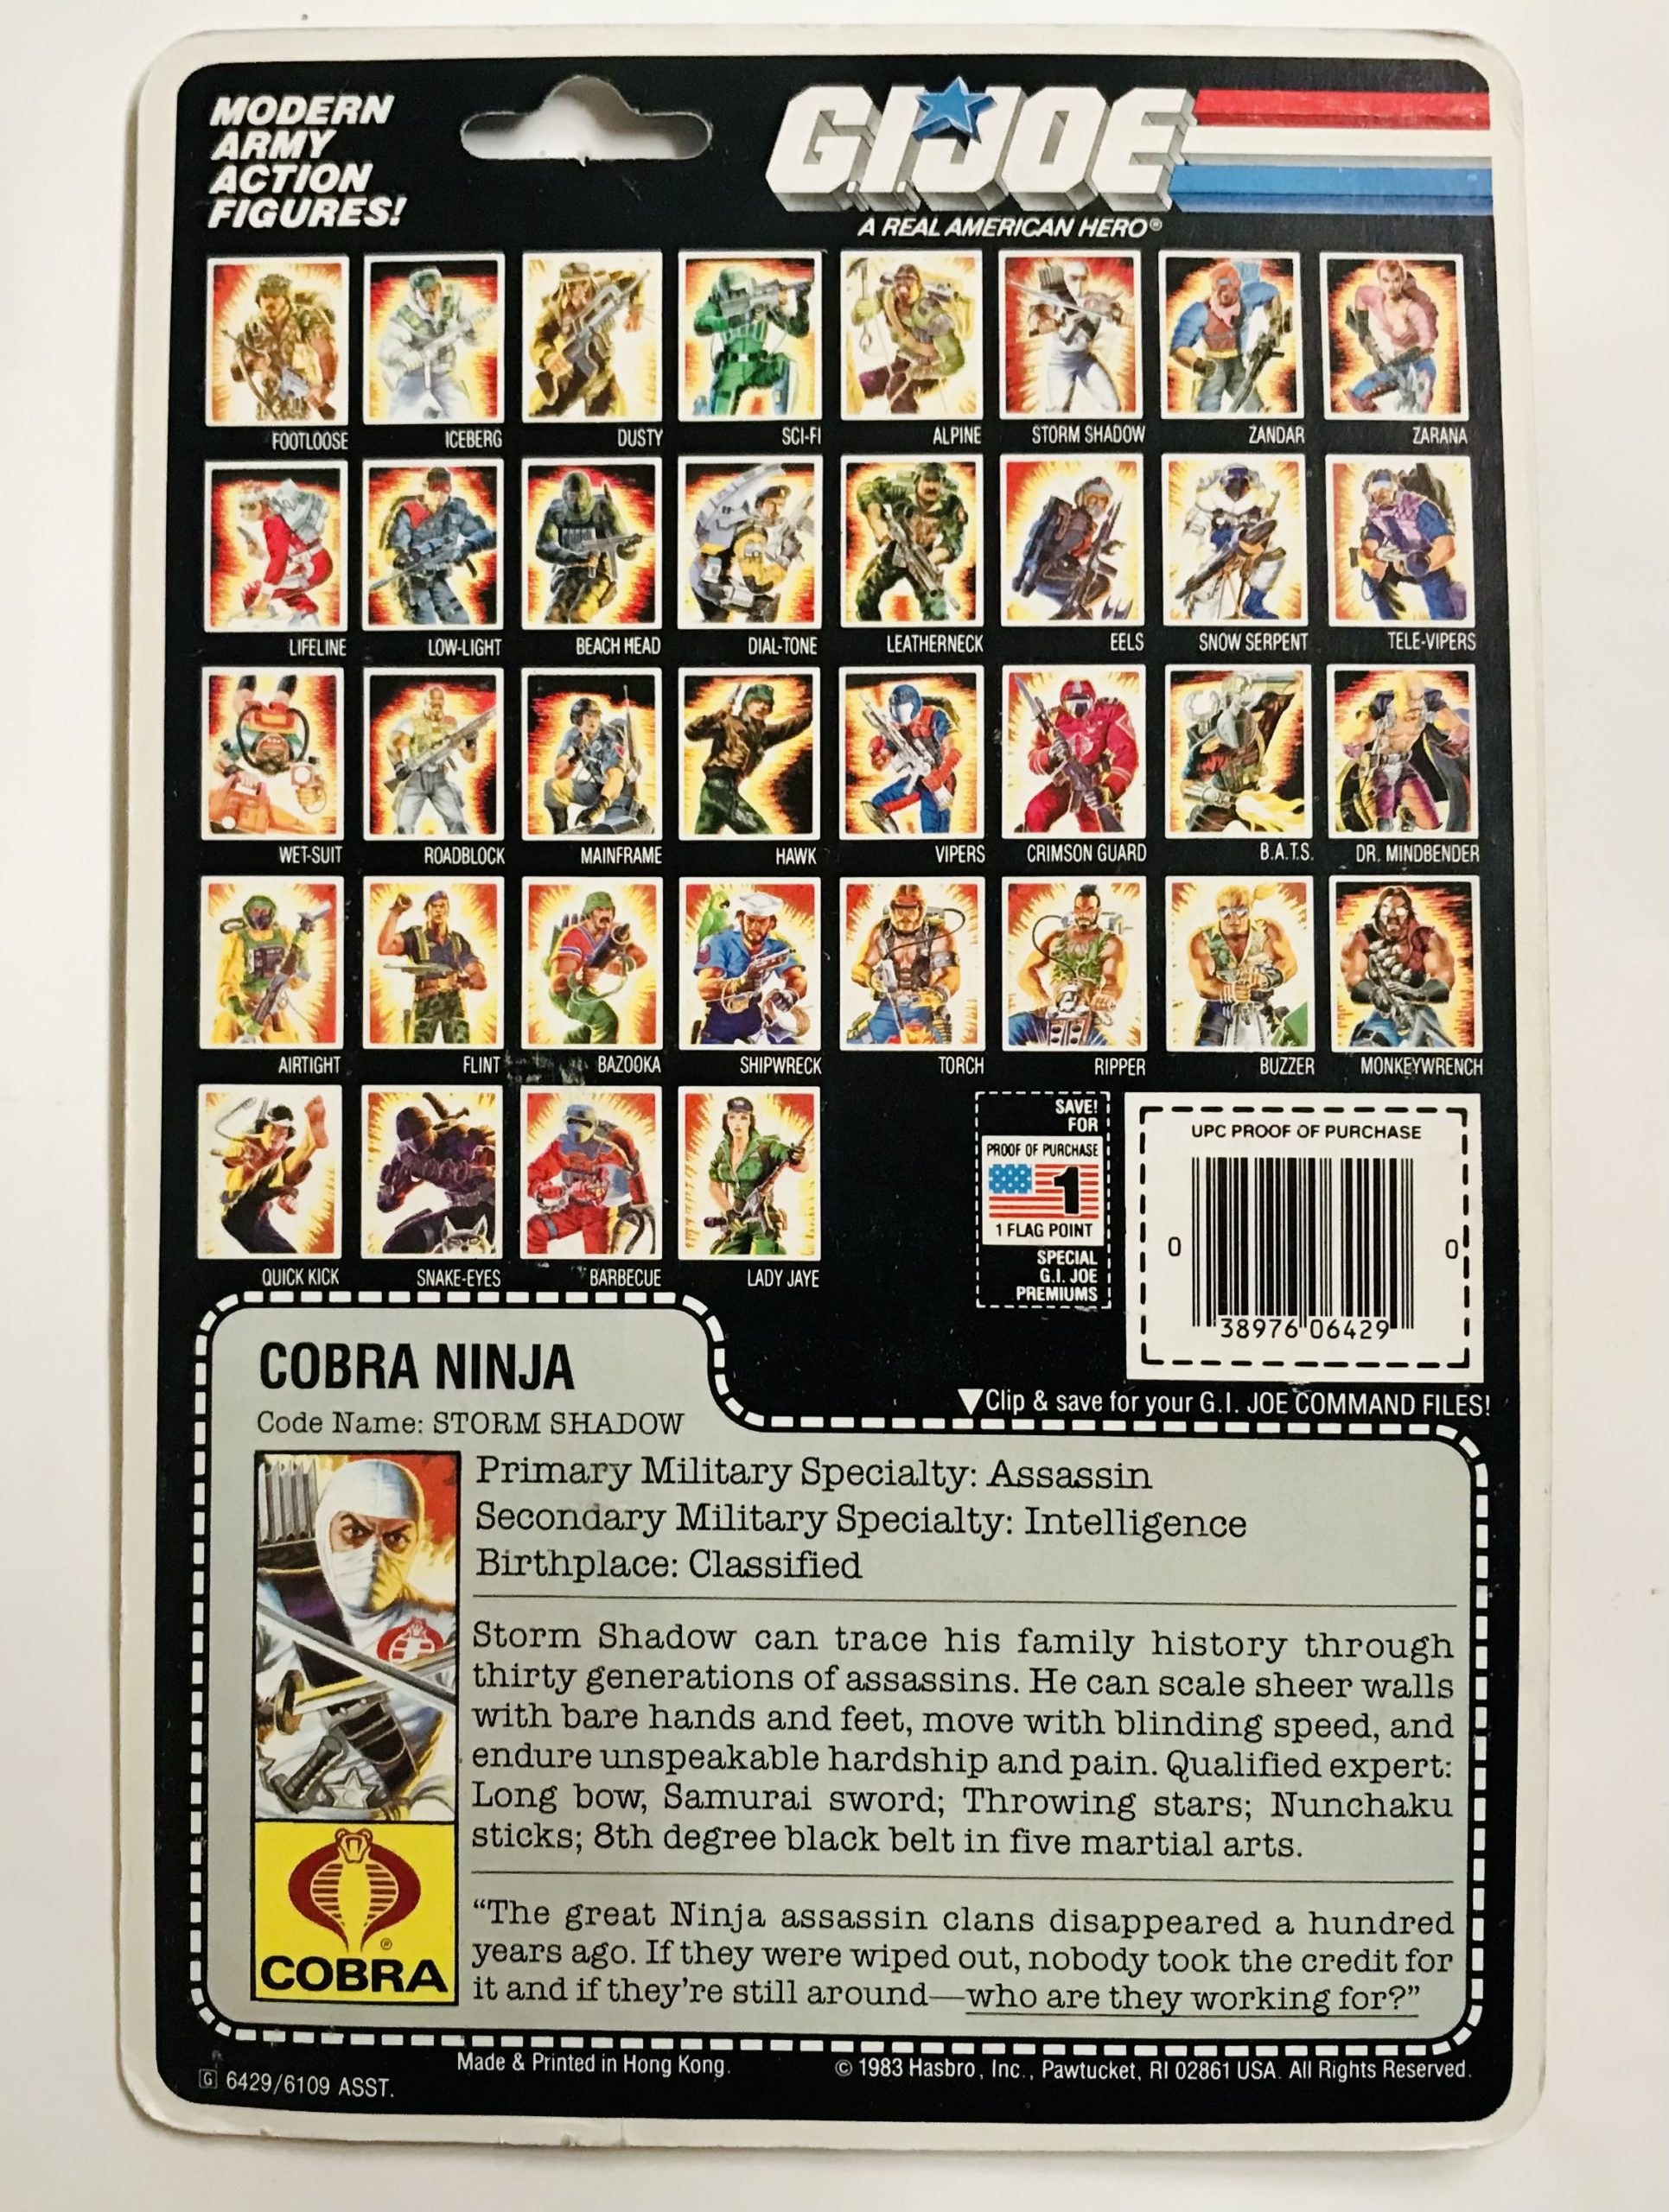 MODERN
ARMY
ACTION
FIGURES!
G.I. JOE
A REAL AMERICAN HERO®
FOOTLOOSE ICEBERG DUSTY SCI-FI ALPINE STORM SHADOW ZANDAR ZARANA
LIFELINE LOW-LIGHT BEACH HEAD DIAL-TONE LEATHERNECK EELS SNOW SERPENT TELE-VIPERS
WET-SUIT ROADBLOCK MAINFRAME HAWK VIPERS CRIMSON GUARD B.A.T.S. DR. MINDBENDER
AIRTIGHT FLINT BAZOOKA SHIPWRECK TORCH RIPPER BUZZER MONKEYWRENCH
QUICK KICK SNAKE-EYES BARBECUE LADY JAYE
SAVE!
FOR
PROOF OF PURCHASE
1
1 FLAG POINT
SPECIAL
G.I. JOE
PREMIUMS
UPC PROOF OF PURCHASE
0 38976 06429 0
▼Clip & save for your G.I. JOE COMMAND FILES!
COBRA NINJA
Code Name: STORM SHADOW
Primary Military Specialty: Assassin
Secondary Military Specialty: Intelligence
Birthplace: Classified
Storm Shadow can trace his family history through
thirty generations of assassins. He can scale sheer walls
with bare hands and feet, move with blinding speed, and
endure unspeakable hardship and pain. Qualified expert:
Long bow, Samurai sword; Throwing stars; Nunchaku
sticks; 8th degree black belt in five martial arts.
“The great Ninja assassin clans disappeared a hundred
years ago. If they were wiped out, nobody took the credit for
it and if they’re still around—who are they working for?”
®
COBRA
Made & Printed in Hong Kong.
© 1983 Hasbro, Inc., Pawtucket, RI 02861 USA. All Rights Reserved.
G 6429/6109 ASST.